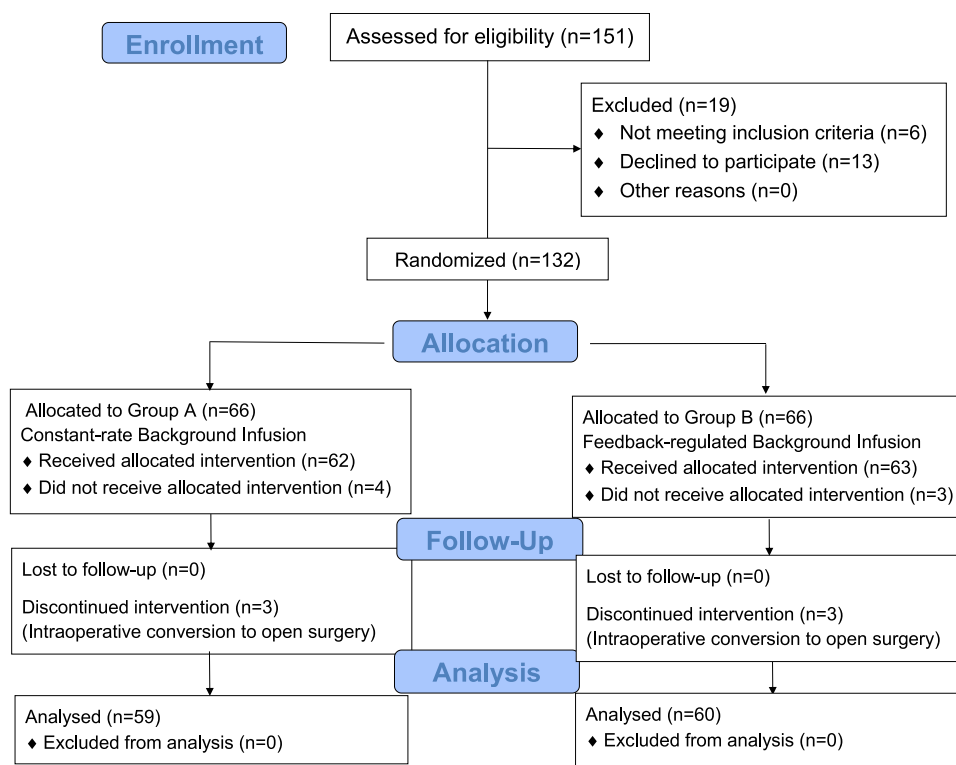 Enrollment
Assessed for eligibility (n=151)
Excluded (n=19)
♦ Not meeting inclusion criteria (n=6)
♦ Declined to participate (n=13)
♦ Other reasons (n=0)
Randomized (n=132)
Allocation
Allocated to Group A (n=66)
Constant-rate Background Infusion
♦ Received allocated intervention (n=62)
♦ Did not receive allocated intervention (n=4)
Allocated to Group B (n=66)
Feedback-regulated Background Infusion
♦ Received allocated intervention (n=63)
♦ Did not receive allocated intervention (n=3)
Follow-Up
Lost to follow-up (n=0)
Discontinued intervention (n=3)
(Intraoperative conversion to open surgery)
Lost to follow-up (n=0)
Discontinued intervention (n=3)
(Intraoperative conversion to open surgery)
Analysis
Analysed (n=59)
♦ Excluded from analysis (n=0)
Analysed (n=60)
♦ Excluded from analysis (n=0)